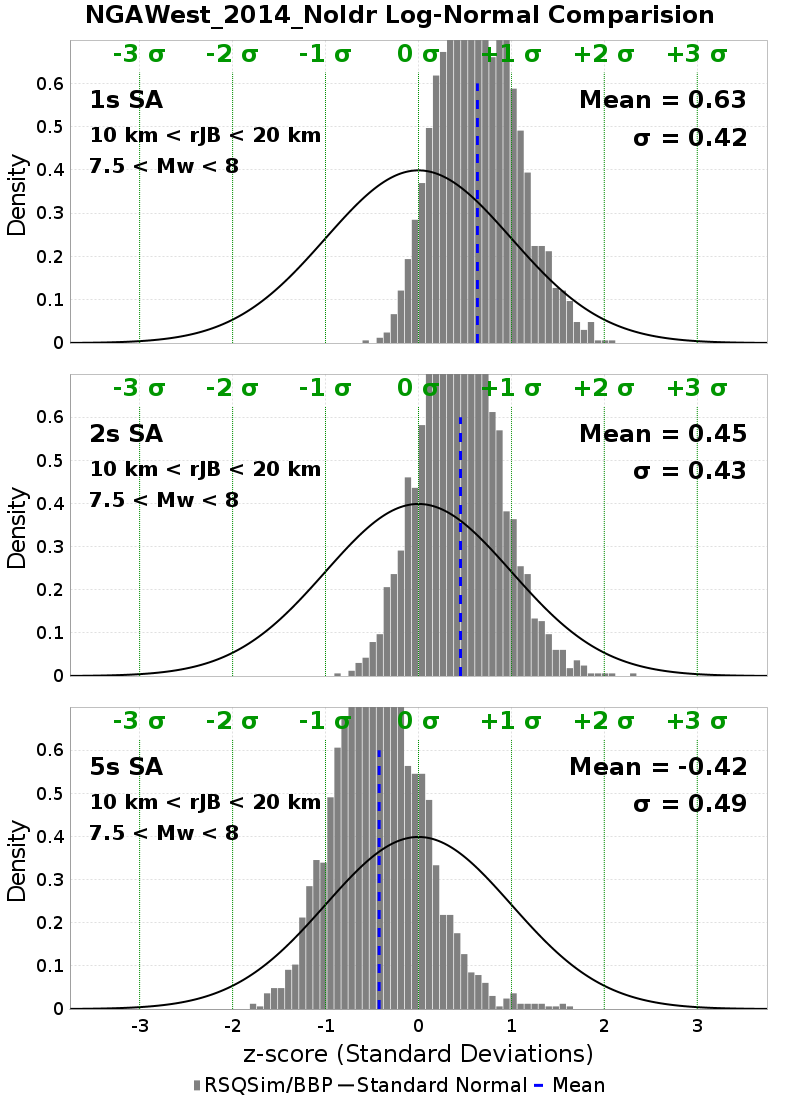 NGAWest_2014_NoIdr Log-Normal Comparision
-3 σ -2 σ -1 σ 0 σ +1 σ +2 σ +3 σ
0.6
1s SA Mean = 0.63
0.5
10 km < rJB < 20 km σ = 0.42
0.4
7.5 < Mw < 8
Density
0.3
0.2
0.1
0
-3 σ -2 σ -1 σ 0 σ +1 σ +2 σ +3 σ
0.6
2s SA Mean = 0.45
0.5
10 km < rJB < 20 km σ = 0.43
0.4
7.5 < Mw < 8
Density
0.3
0.2
0.1
0
-3 σ -2 σ -1 σ 0 σ +1 σ +2 σ +3 σ
0.6
5s SA Mean = -0.42
0.5
10 km < rJB < 20 km σ = 0.49
0.4
7.5 < Mw < 8
Density
0.3
0.2
0.1
0
-3 -2 -1 0 1 2 3
z-score (Standard Deviations)
RSQSim/BBP Standard Normal Mean